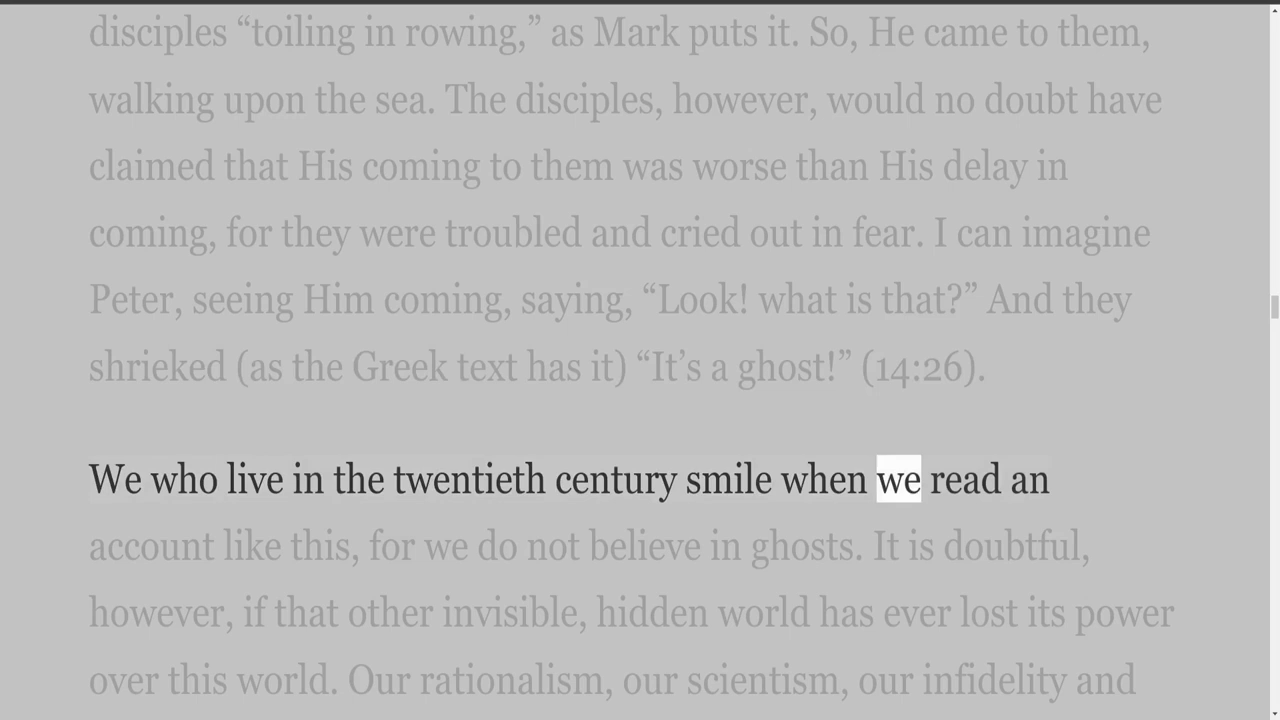 disciples “toiling in rowing,” as Mark puts it. So, He came to them,
walking upon the sea. The disciples, however, would no doubt have
claimed that His coming to them was worse than His delay in
coming, for they were troubled and cried out in fear. I can imagine
Peter, seeing Him coming, saying, “Look! what is that?” And they
shrieked (as the Greek text has it) “It’s a ghost!” (14:26).
We who live in the twentieth century smile when we read an
account like this, for we do not believe in ghosts. It is doubtful,
however, if that other invisible, hidden world has ever lost its power
over this world. Our rationalism, our scientism, our infidelity and